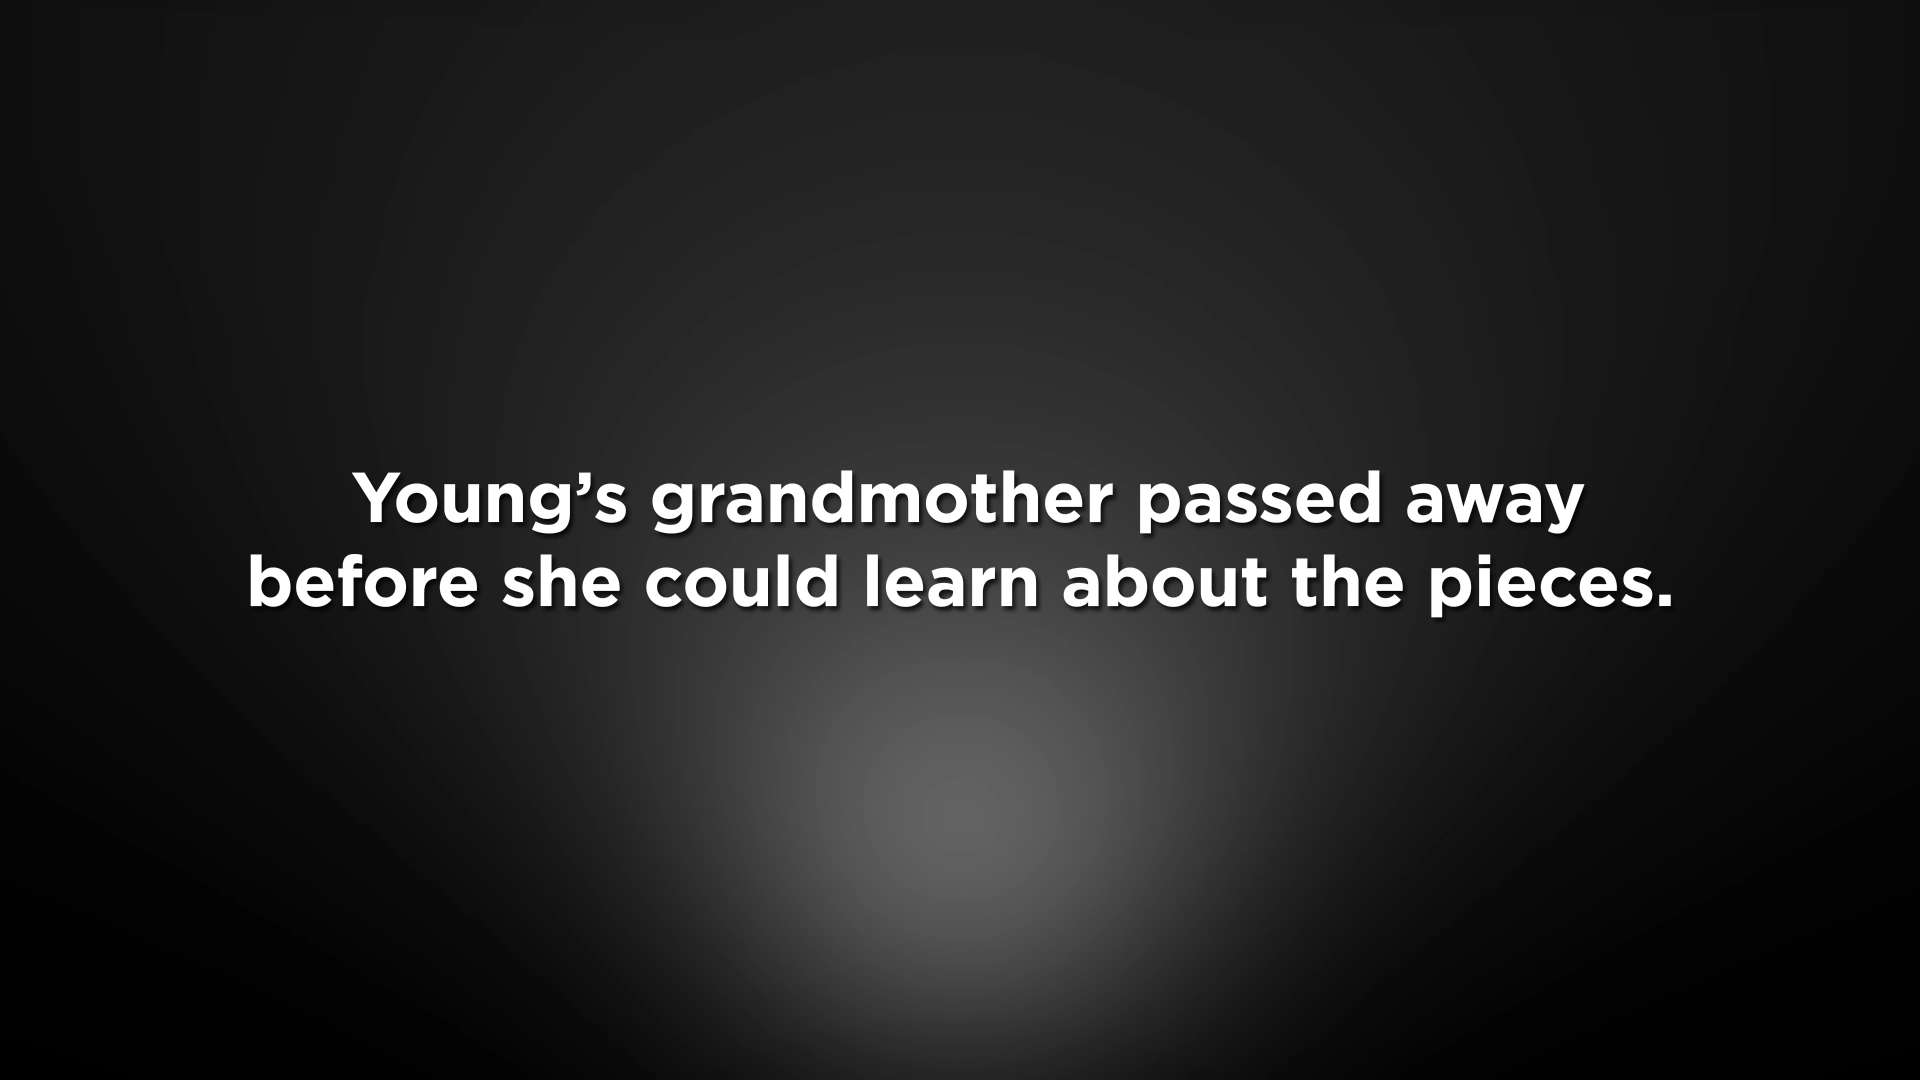 Young’s grandmother passed away
before she could learn about the pieces.